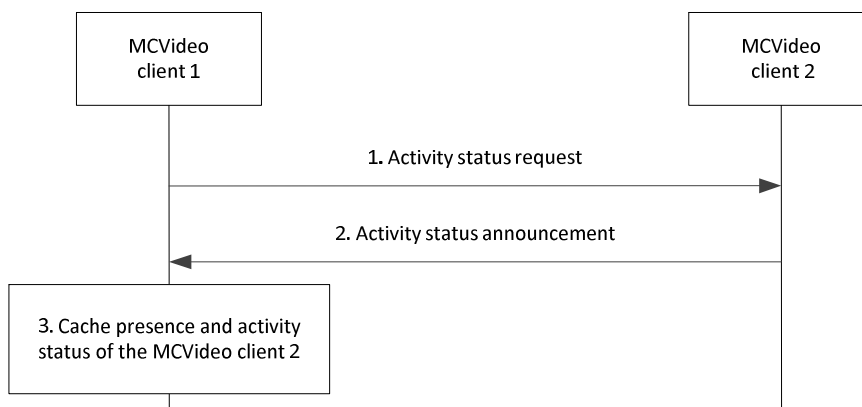 MCVideo
client 1
MCVideo
client 2
1. Activity status request
2. Activity status announcement
3. Cache presence and activity
status of the MCVideo client 2